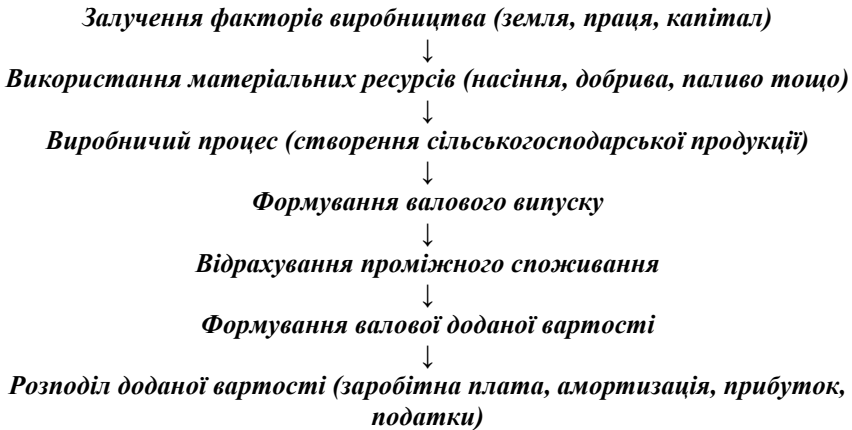 Залучення факторів виробництва (земля, праця, капітал)
↓
Використання матеріальних ресурсів (насіння, добрива, паливо тощо)
↓
Виробничий процес (створення сільськогосподарської продукції)
↓
Формування валового випуску
↓
Відрахування проміжного споживання
↓
Формування валової доданої вартості
↓
Розподіл доданої вартості (заробітна плата, амортизація, прибуток,
податки)